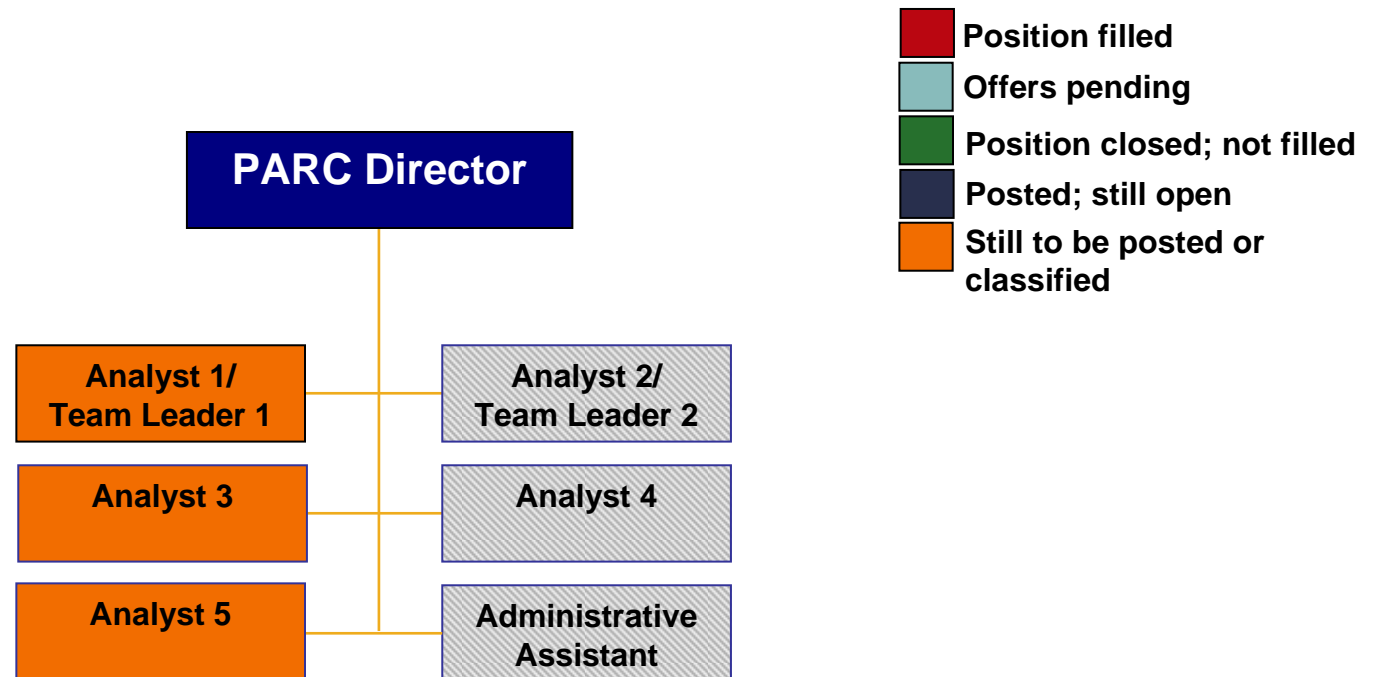 Position filled
Offers pending
Position closed; not filled
Posted; still open
Still to be posted or
classified
PARC Director
Analyst 1/
Team Leader 1
Analyst 2/
Team Leader 2
Analyst 3
Analyst 4
Analyst 5
Administrative
Assistant